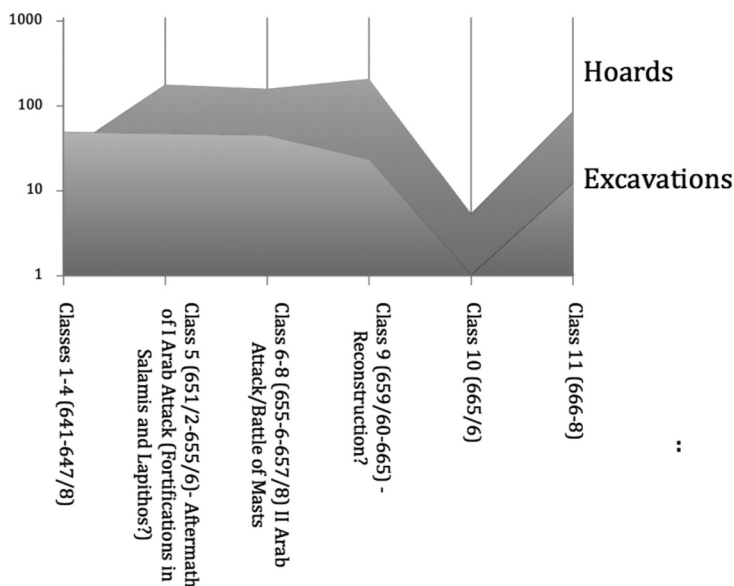 1000
100
10
1
Hoards
Excavations
Classes 1-4 (641-647/8)
Class 5 (651/2-655/6)- Aftermath
of I Arab Attack (Fortifications in
Salamis and Lapithos?)
Class 6-8 (655-6-657/8) II Arab
Attack/Battle of Masts
Class 9 (659/60-665) -
Reconstruction?
Class 10 (665/6)
Class 11 (666-8)
: